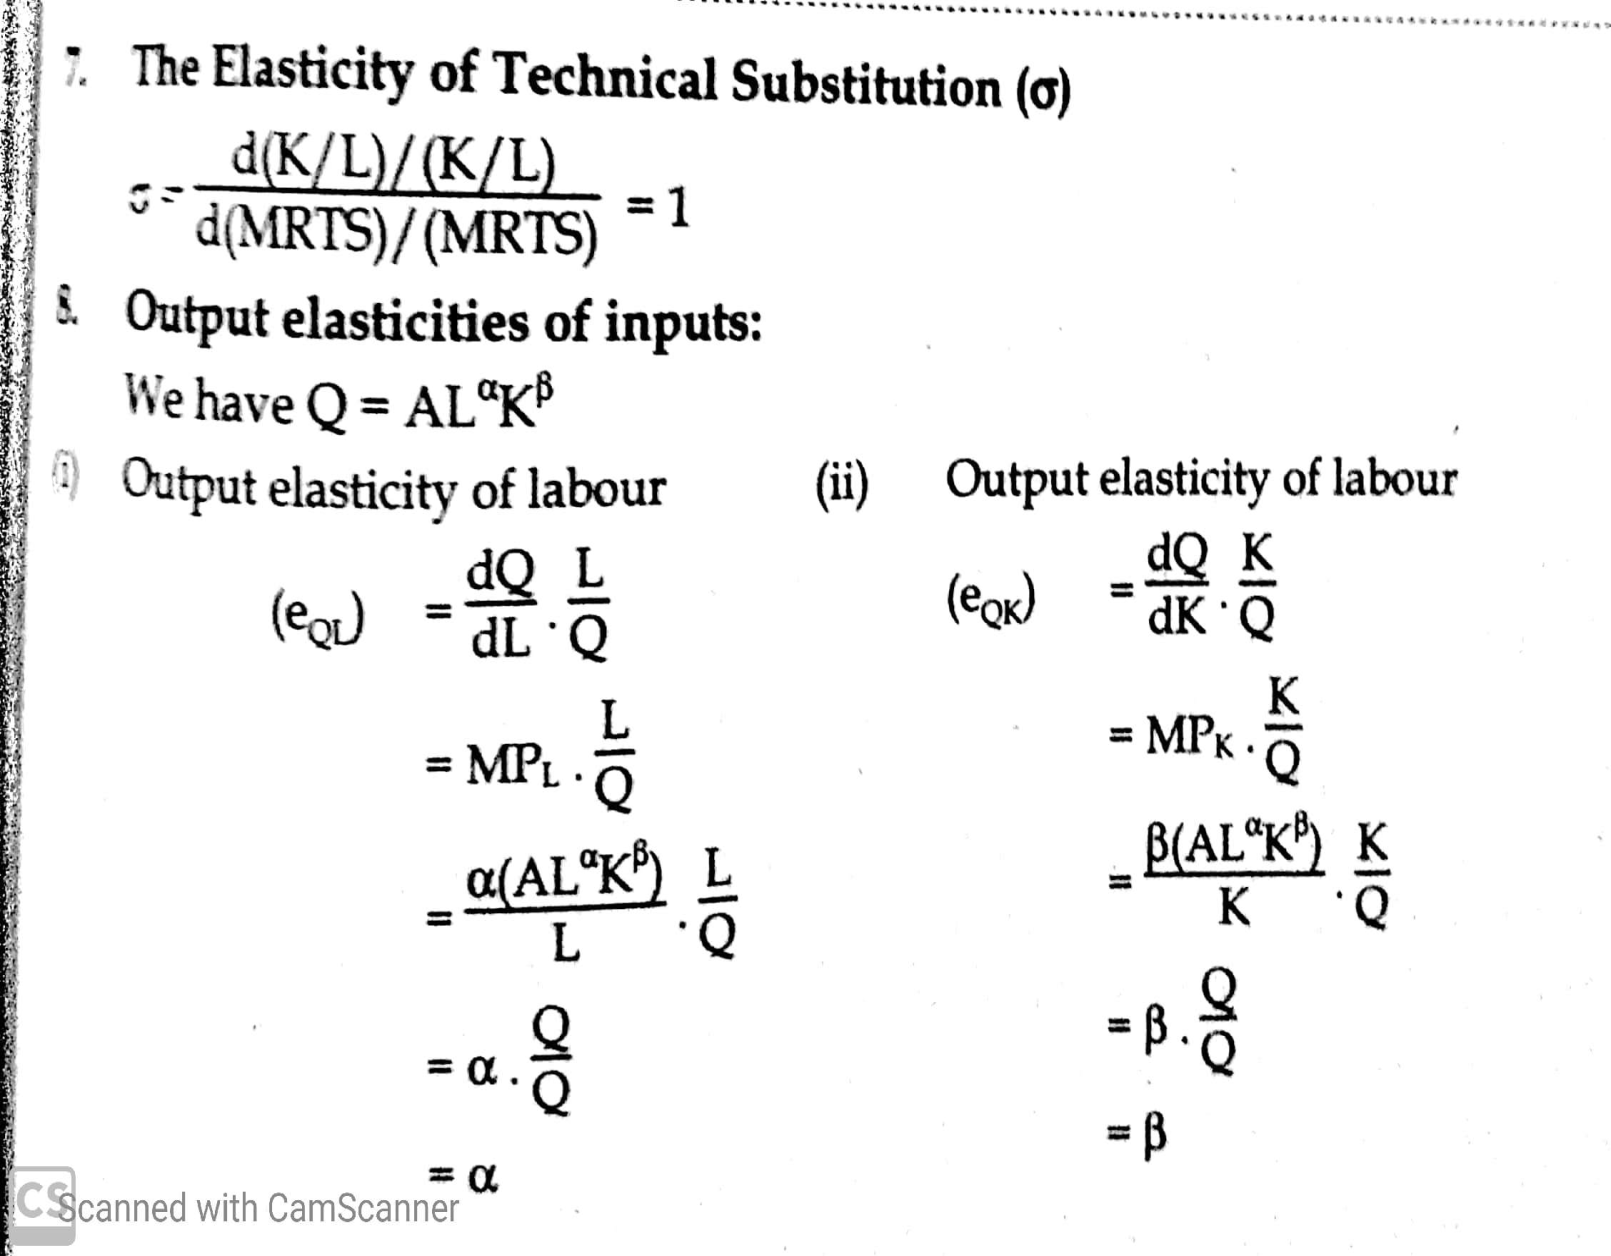 7. The Elasticity of Technical Substitution (σ)
σ = d(K/L)/(K/L) / d(MRTS)/(MRTS) = 1
8. Output elasticities of inputs:
We have Q = AL^αK^β
(i) Output elasticity of labour
(e_QL) = dQ/dL . L/Q
= MP_L . L/Q
= α(AL^αK^β)/L . L/Q
= α . Q/Q
= α
(ii) Output elasticity of labour
(e_QK) = dQ/dK . K/Q
= MP_K . K/Q
= β(AL^αK^β)/K . K/Q
= β . Q/Q
= β
CS Scanned with CamScanner